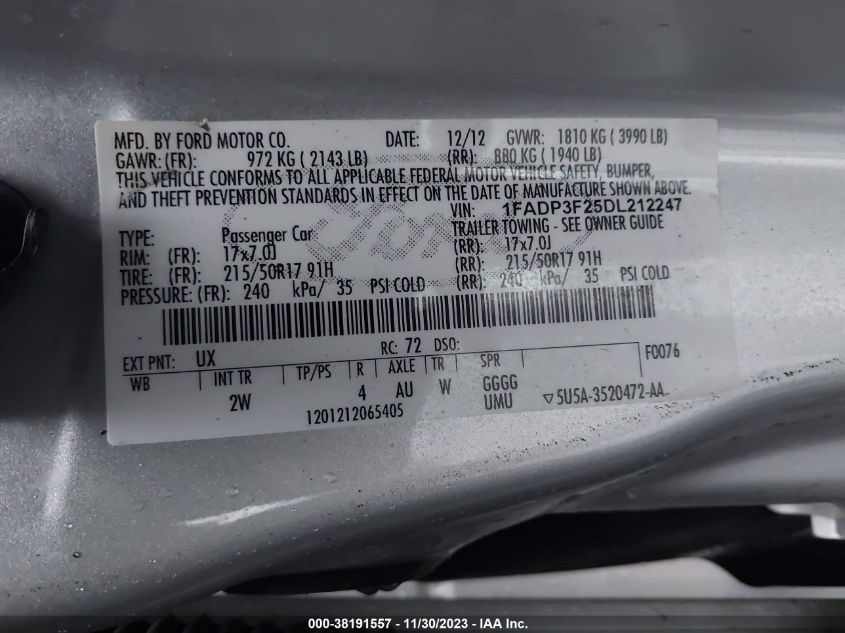 MFD. BY FORD MOTOR CO. DATE: 12/12 GVWR: 1810 KG ( 3990 LB)
GAWR: (FR): 972 KG ( 2143 LB) (RR): 880 KG ( 1940 LB)
THIS VEHICLE CONFORMS TO ALL APPLICABLE FEDERAL MOTOR VEHICLE SAFETY, BUMPER,
AND THEFT PREVENTION STANDARDS IN EFFECT ON THE DATE OF MANUFACTURE SHOWN ABOVE.
VIN: 1FADP3F25DL212247
TYPE: Passenger Car TRAILER TOWING - SEE OWNER GUIDE
RIM: (FR): 17x7.0J (RR): 17x7.0J
TIRE: (FR): 215/50R17 91H (RR): 215/50R17 91H
PRESSURE: (FR): 240 kPa/ 35 PSI COLD (RR): 240 kPa/ 35 PSI COLD
EXT PNT: UX RC: 72 DSO: F0076
WB INT TR TP/PS R AXLE TR SPR
2W 4 AU W GGGG
UMU ▽5U5A-3520472-AA
1201212065405
000-38191557 - 11/30/2023 - IAA Inc.